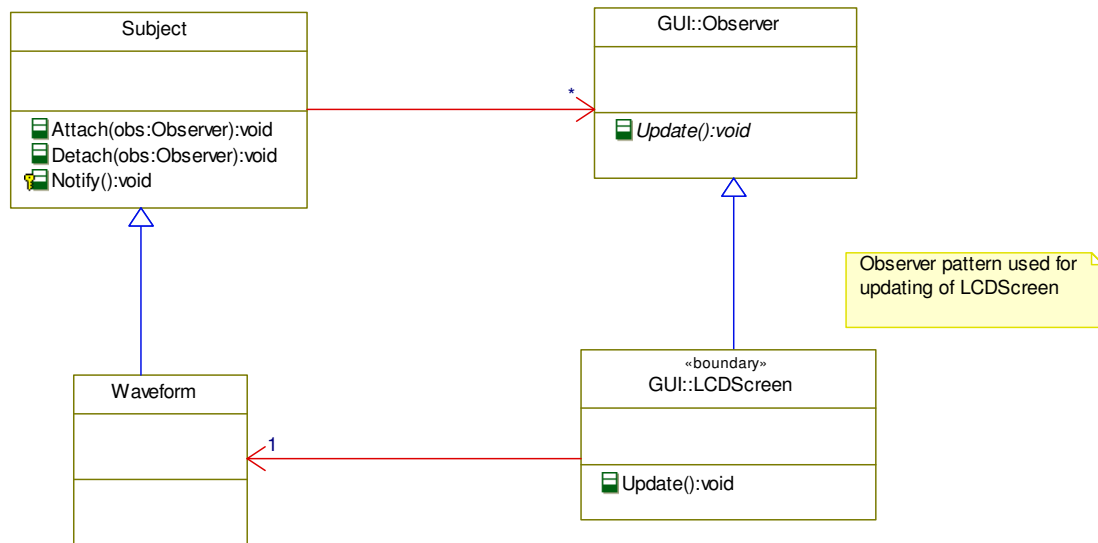 Subject
Attach(obs:Observer):void
Detach(obs:Observer):void
Notify():void
*
GUI::Observer
Update():void
Observer pattern used for
updating of LCDScreen
Waveform
1
«boundary»
GUI::LCDScreen
Update():void